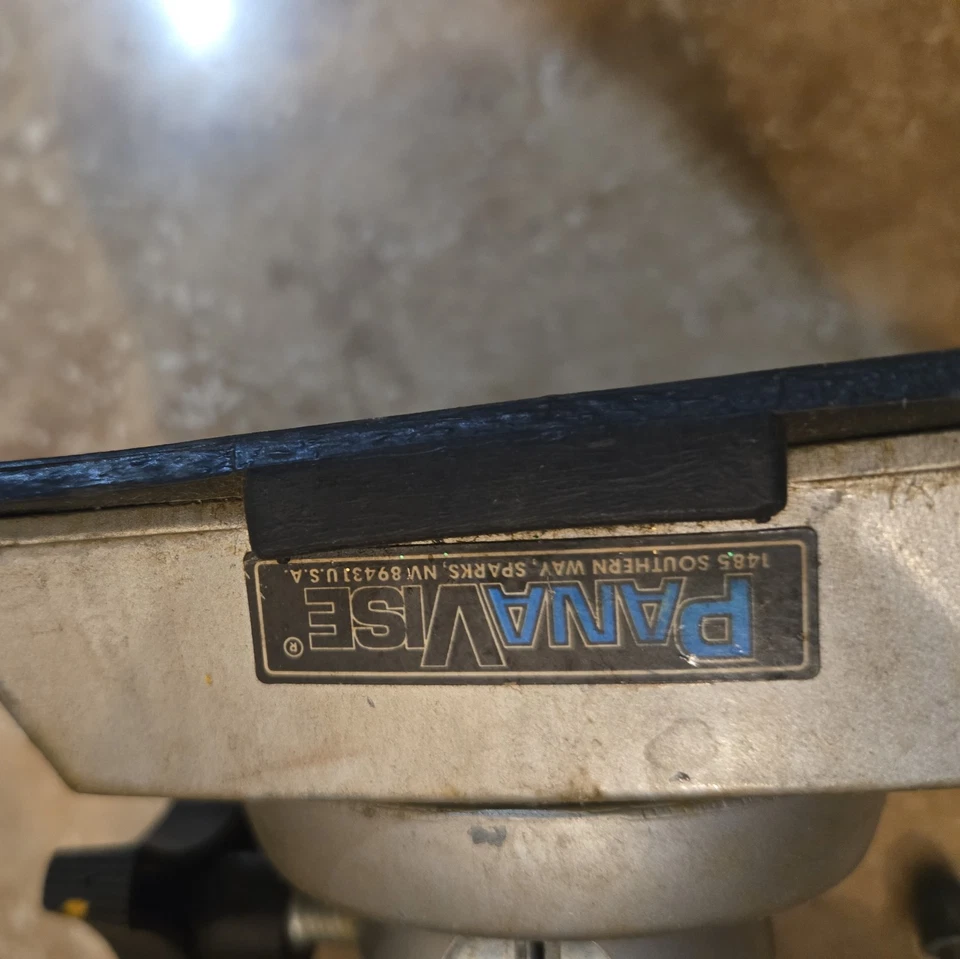 PANAVISE®
1485 SOUTHERN WAY, SPARKS, NV 89431 U.S.A.